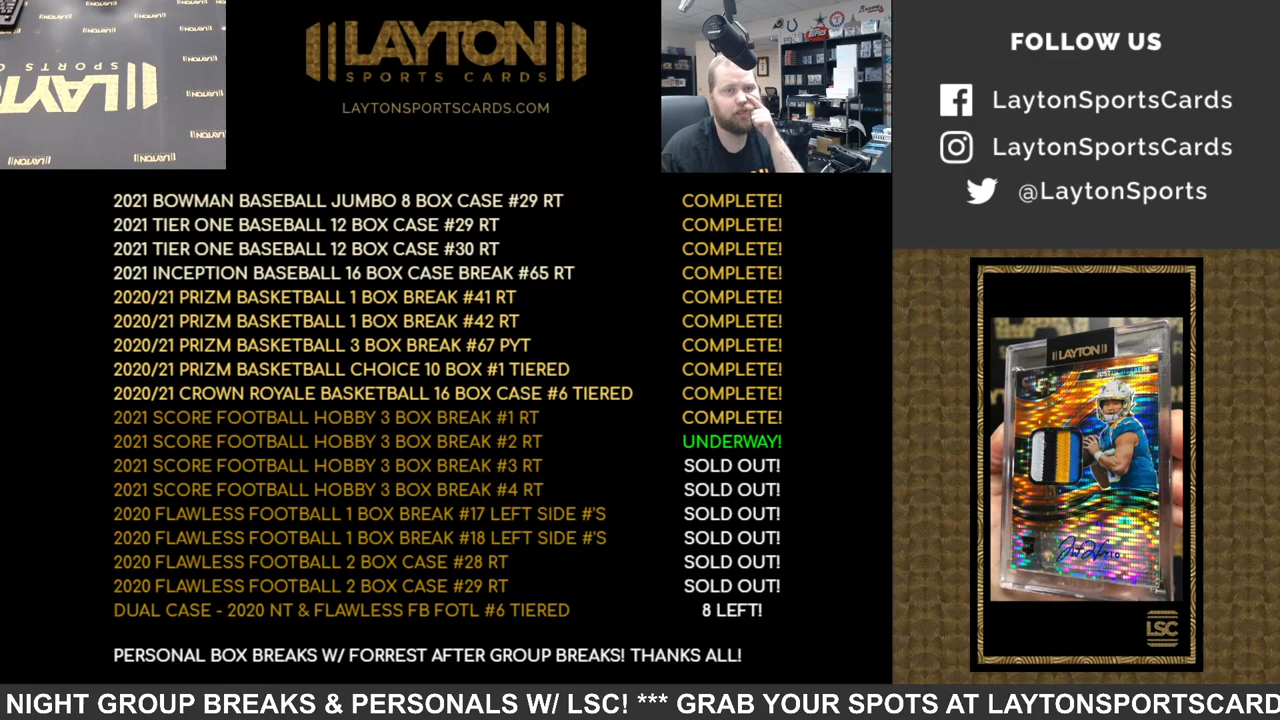 LAYTON
SPORTS CARDS
LAYTONSPORTSCARDS.COM
FOLLOW US
LaytonSportsCards
LaytonSportsCards
@LaytonSports
2021 BOWMAN BASEBALL JUMBO 8 BOX CASE #29 RT COMPLETE!
2021 TIER ONE BASEBALL 12 BOX CASE #29 RT COMPLETE!
2021 TIER ONE BASEBALL 12 BOX CASE #30 RT COMPLETE!
2021 INCEPTION BASEBALL 16 BOX CASE BREAK #65 RT COMPLETE!
2020/21 PRIZM BASKETBALL 1 BOX BREAK #41 RT COMPLETE!
2020/21 PRIZM BASKETBALL 1 BOX BREAK #42 RT COMPLETE!
2020/21 PRIZM BASKETBALL 3 BOX BREAK #67 PYT COMPLETE!
2020/21 PRIZM BASKETBALL CHOICE 10 BOX #1 TIERED COMPLETE!
2020/21 CROWN ROYALE BASKETBALL 16 BOX CASE #6 TIERED COMPLETE!
2021 SCORE FOOTBALL HOBBY 3 BOX BREAK #1 RT COMPLETE!
2021 SCORE FOOTBALL HOBBY 3 BOX BREAK #2 RT UNDERWAY!
2021 SCORE FOOTBALL HOBBY 3 BOX BREAK #3 RT SOLD OUT!
2021 SCORE FOOTBALL HOBBY 3 BOX BREAK #4 RT SOLD OUT!
2020 FLAWLESS FOOTBALL 1 BOX BREAK #17 LEFT SIDE #'S SOLD OUT!
2020 FLAWLESS FOOTBALL 1 BOX BREAK #18 LEFT SIDE #'S SOLD OUT!
2020 FLAWLESS FOOTBALL 2 BOX CASE #28 RT SOLD OUT!
2020 FLAWLESS FOOTBALL 2 BOX CASE #29 RT SOLD OUT!
DUAL CASE - 2020 NT & FLAWLESS FB FOTL #6 TIERED 8 LEFT!
PERSONAL BOX BREAKS W/ FORREST AFTER GROUP BREAKS! THANKS ALL!
LAYTON
LSC
NIGHT GROUP BREAKS & PERSONALS W/ LSC! *** GRAB YOUR SPOTS AT LAYTONSPORTSCARD